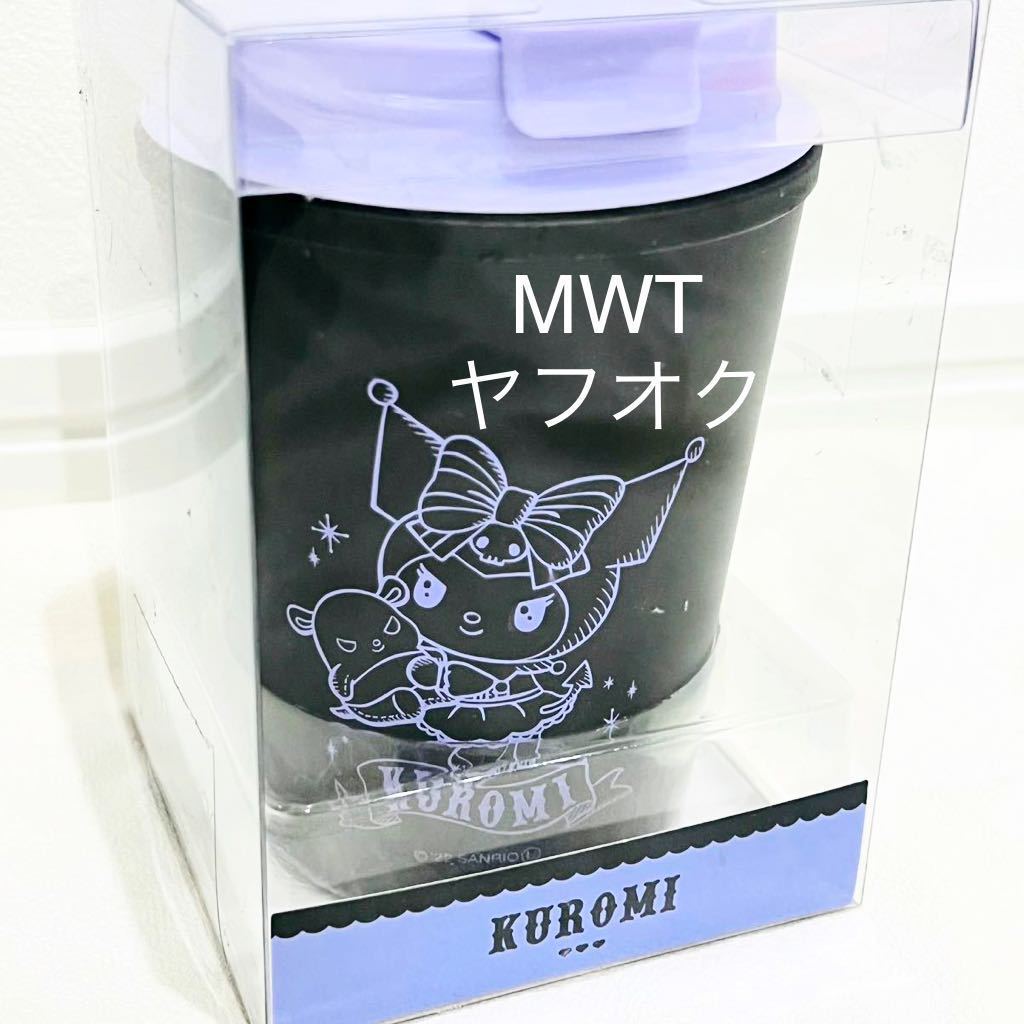 MWT
ヤフオク
KUROMI
©'22 SANRIO Ⓛ
KUROMI